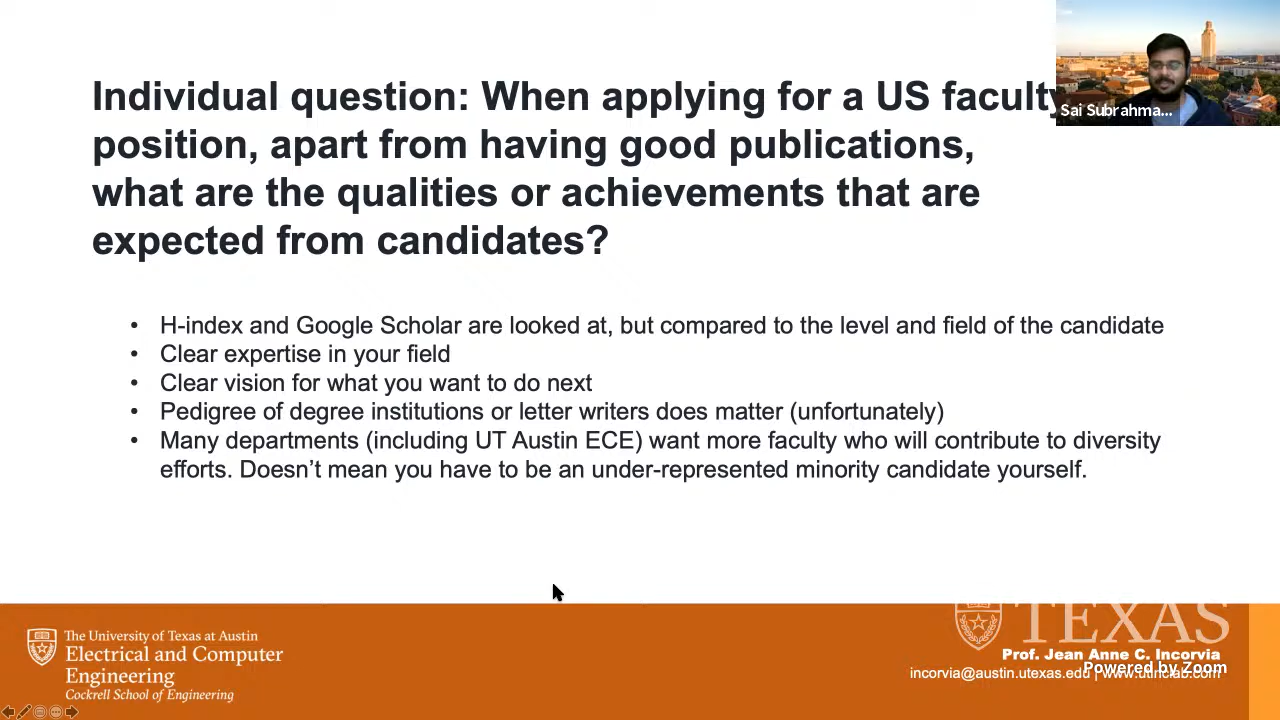 Individual question: When applying for a US faculty
position, apart from having good publications,
what are the qualities or achievements that are
expected from candidates?
Sai Subrahma...
• H-index and Google Scholar are looked at, but compared to the level and field of the candidate
• Clear expertise in your field
• Clear vision for what you want to do next
• Pedigree of degree institutions or letter writers does matter (unfortunately)
• Many departments (including UT Austin ECE) want more faculty who will contribute to diversity
efforts. Doesn't mean you have to be an under-represented minority candidate yourself.
The University of Texas at Austin
Electrical and Computer
Engineering
Cockrell School of Engineering
TEXAS
Prof. Jean Anne C. Incorvia
incorvia@austin.utexas.edu | www.utinclab.com
Powered by Zoom